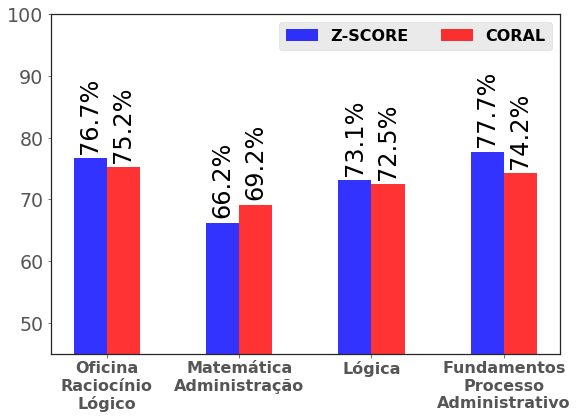 100
90
80
70
60
50
Z-SCORE CORAL
76.7% 75.2% 66.2% 69.2% 73.1% 72.5% 77.7% 74.2%
Oficina
Raciocínio
Lógico
Matemática
Administração
Lógica
Fundamentos
Processo
Administrativo